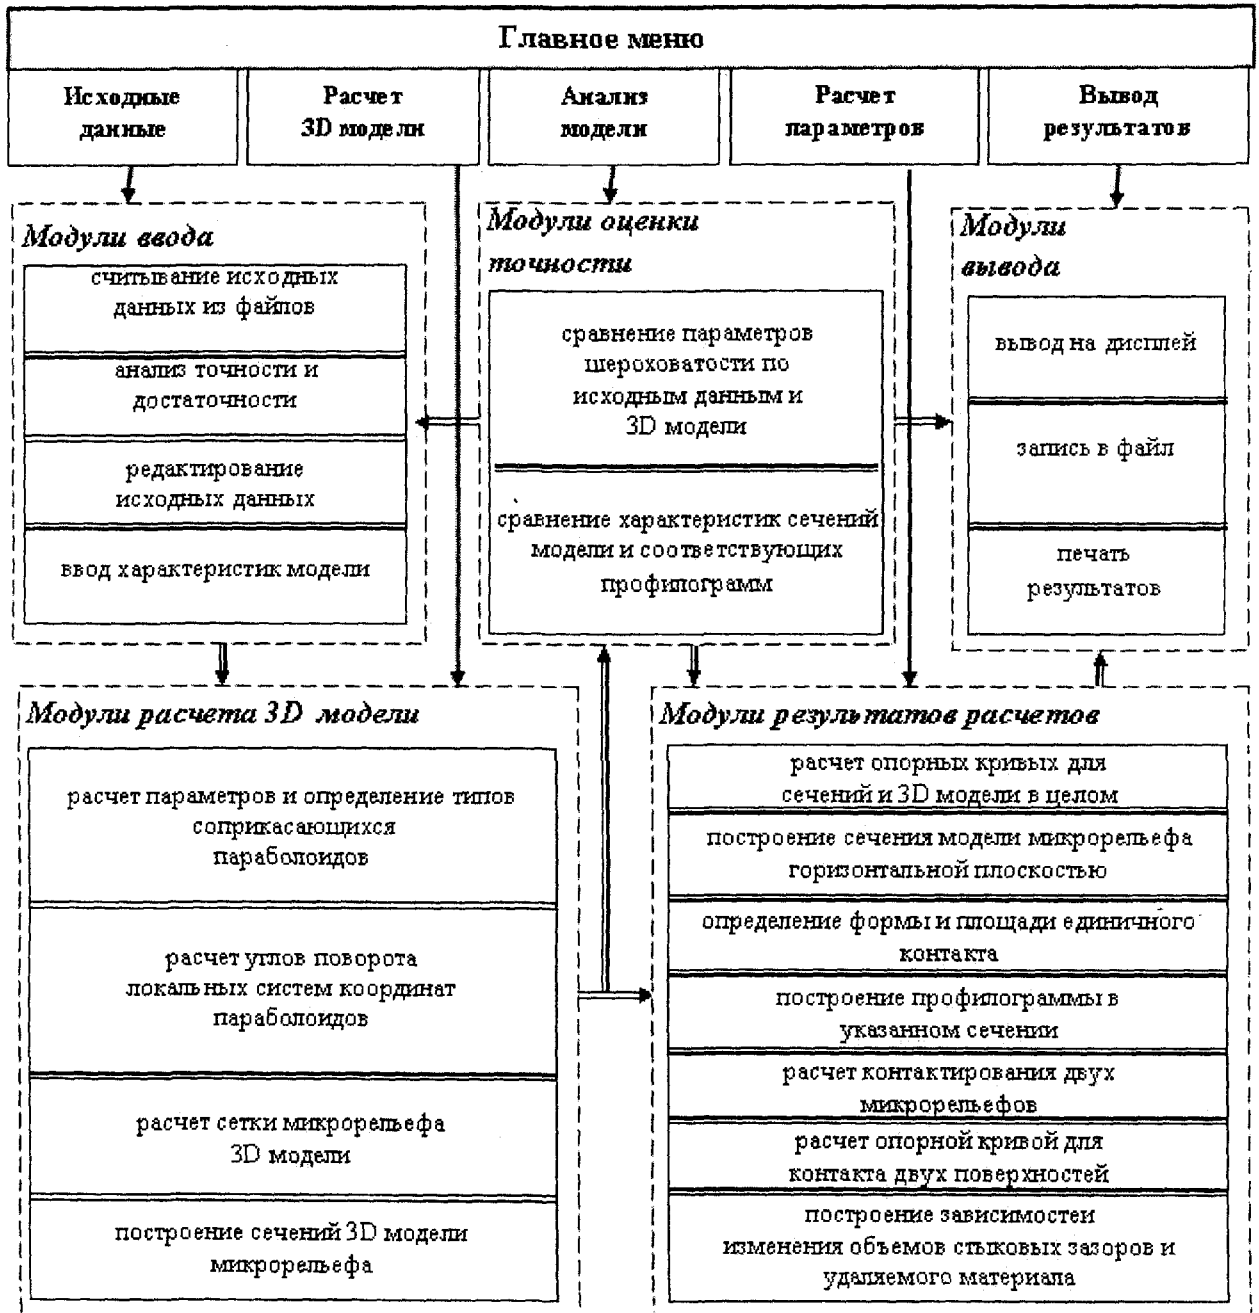 Главное меню
Исходные
данные
Расчет
3D модели
Анализ
модели
Расчет
параметров
Вывод
результатов
Модули ввода
считывание исходных
данных из файлов
анализ точности и
достаточности
редактирование
исходных данных
ввод характеристик модели
Модули оценки
точности
сравнение параметров
шероховатости по
исходным данным и
3D модели
сравнение характеристик сечений
модели и соответствующих
профилограмм
Модули
вывода
вывод на дисплей
запись в файл
печать
результатов
Модули расчета 3D модели
расчет параметров и определение типов
соприкасающихся
параболоидов
расчет углов поворота
локальных систем координат
параболоидов
расчет сетки микрорельефа
3D модели
построение сечений 3D модели
микрорельефа
Модули результатов расчетов
расчет опорных кривых для
сечений и 3D модели в целом
построение сечения модели микрорельефа
горизонтальной плоскостью
определение формы и площади единичного
контакта
построение профилограммы в
указанном сечении
расчет контактирования двух
микрорельефов
расчет опорной кривой для
контакта двух поверхностей
построение зависимостей
изменения объемов стыковых зазоров и
удаляемого материала